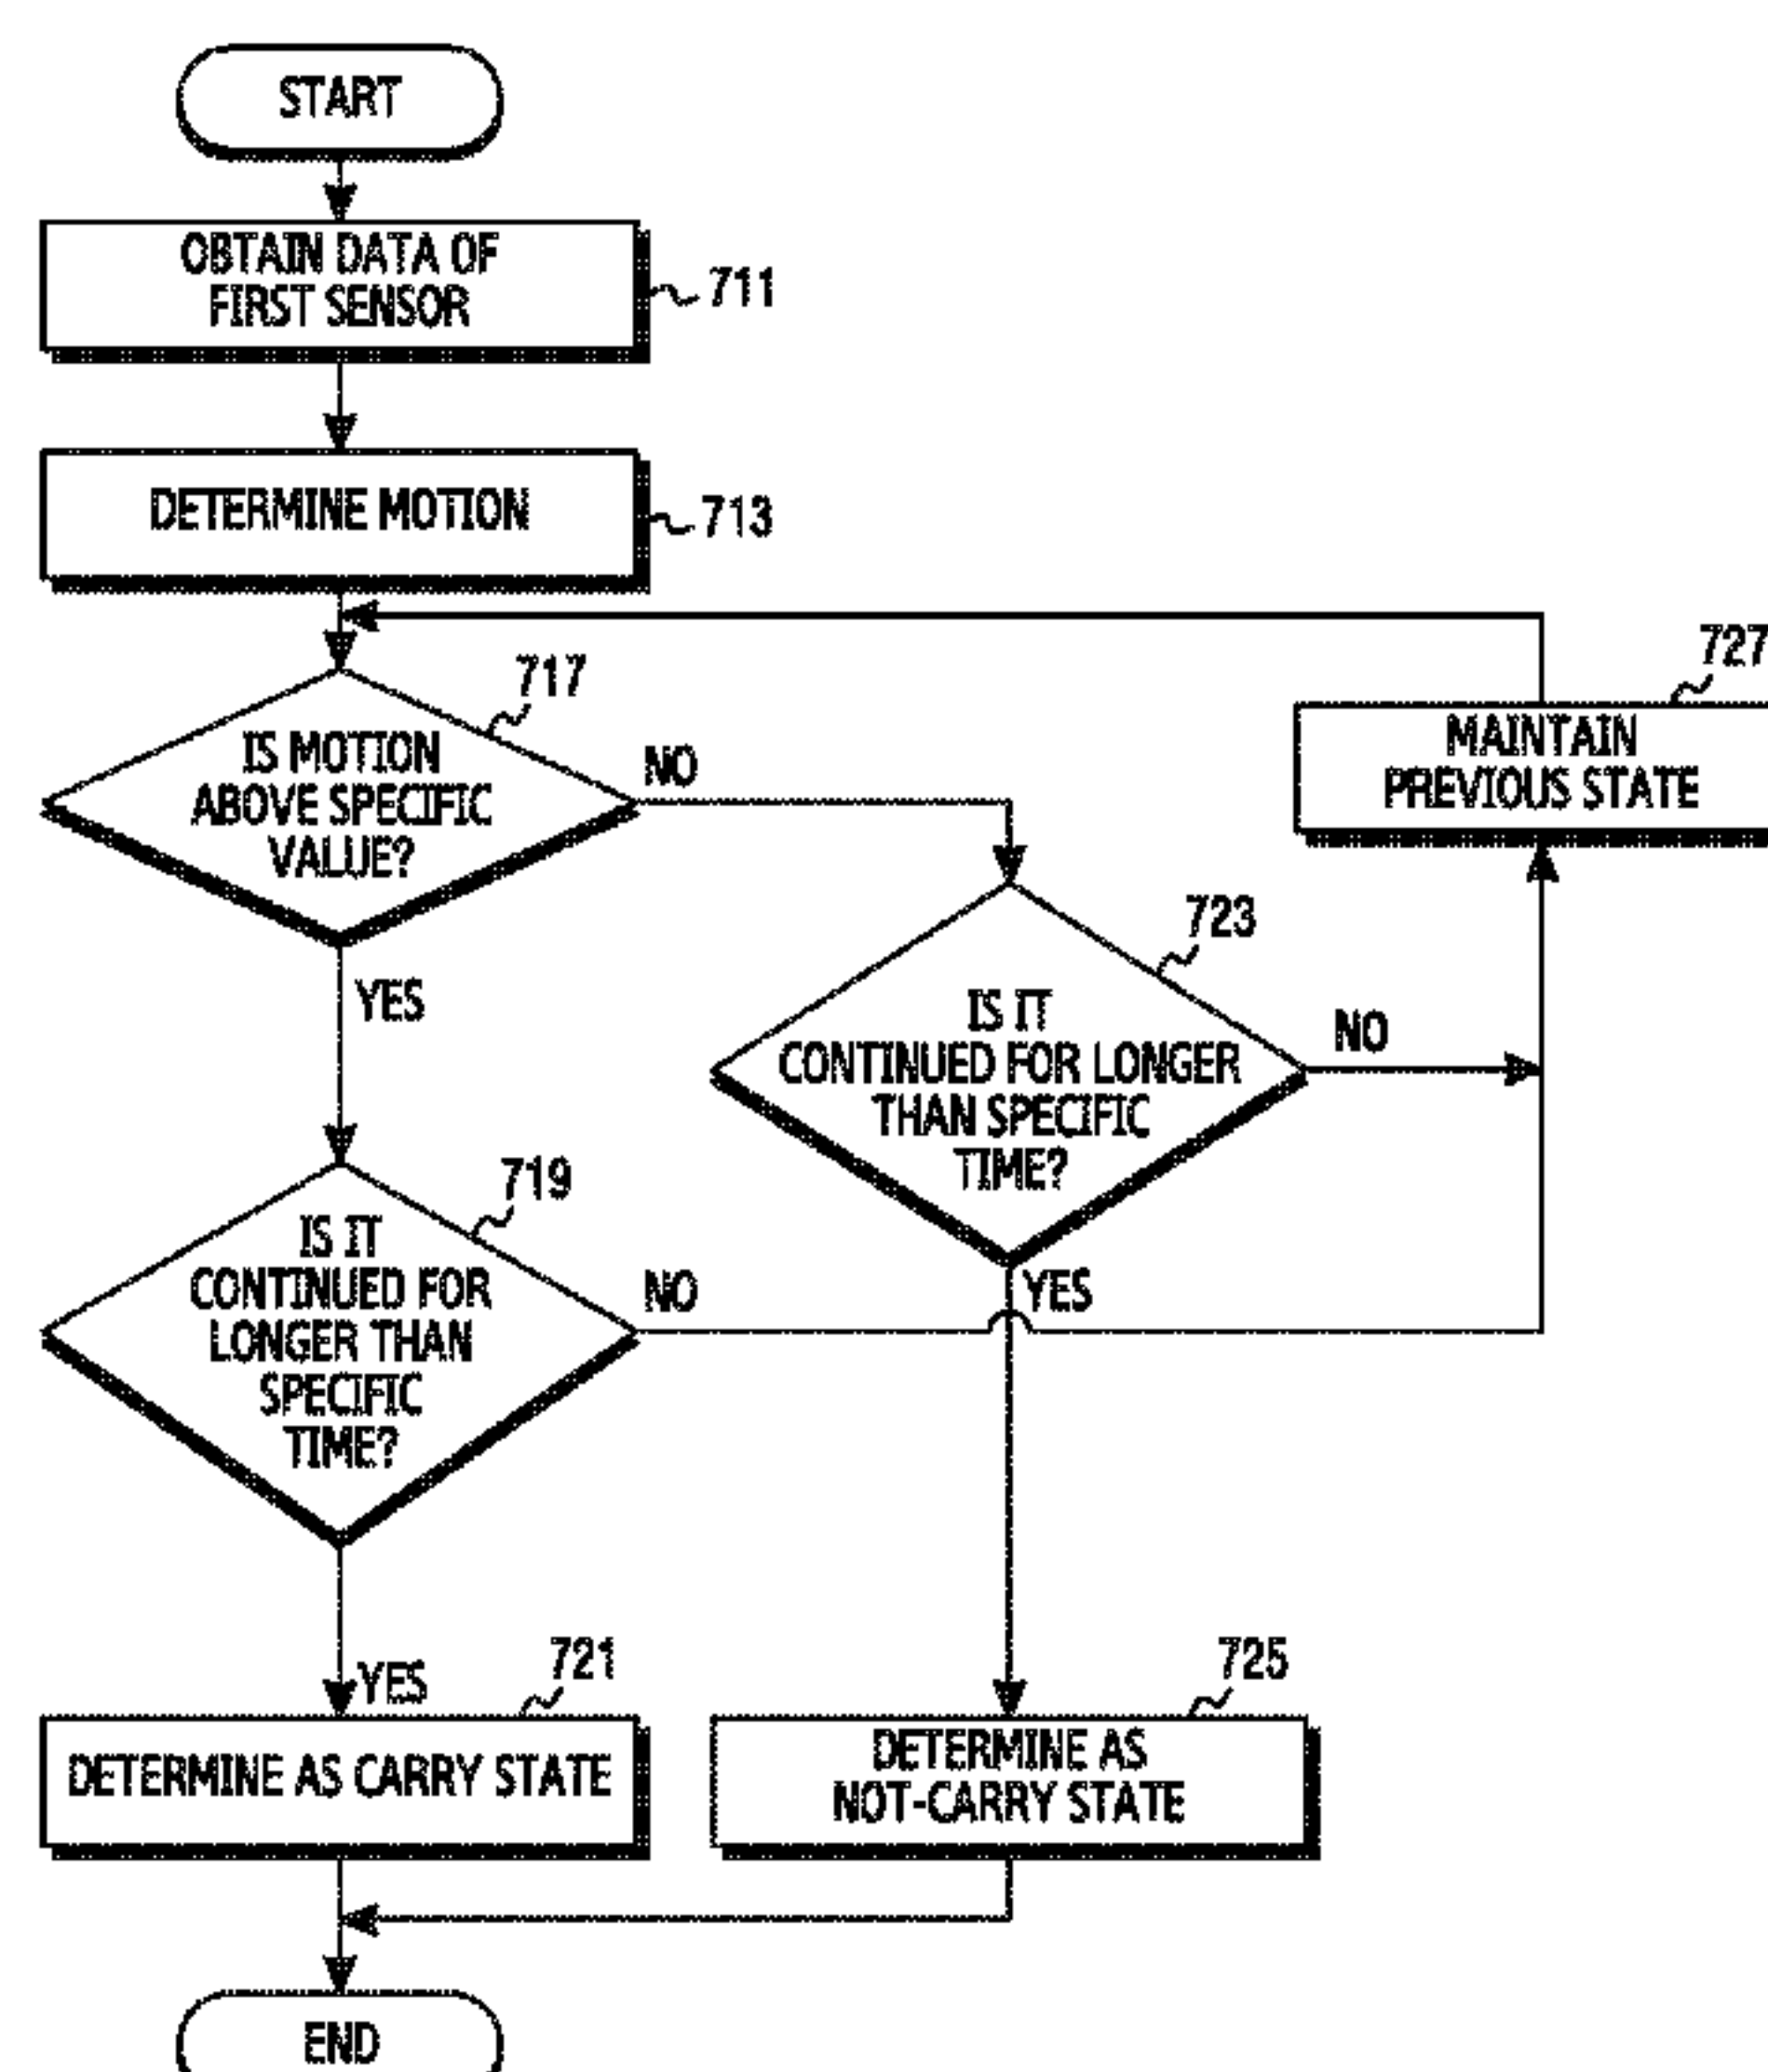 START
OBTAIN DATA OF
FIRST SENSOR
711
DETERMINE MOTION
713
717
IS MOTION
ABOVE SPECIFIC
VALUE?
NO
YES
727
MAINTAIN
PREVIOUS STATE
723
IS IT
CONTINUED FOR LONGER
THAN SPECIFIC
TIME?
NO
YES
719
IS IT
CONTINUED FOR
LONGER THAN
SPECIFIC
TIME?
NO
YES
721
DETERMINE AS CARRY STATE
725
DETERMINE AS
NOT-CARRY STATE
END